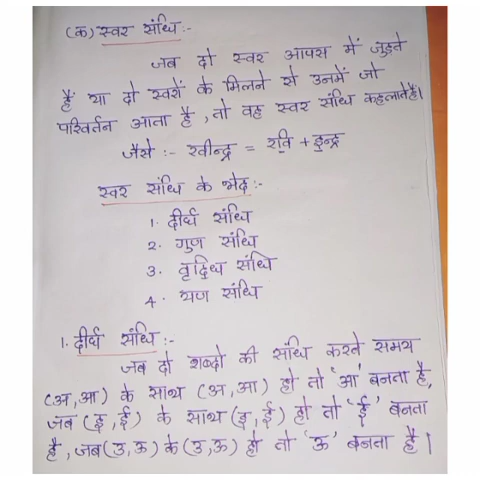 (क) स्वर संधि :-
जब दो स्वर आपस में जुड़ते
हैं या दो स्वरों के मिलने से उनमें जो
परिवर्तन आता है, तो वह स्वर संधि कहलाते है।
जैसे :- रवीन्द्र = रवि + इन्द्र
स्वर संधि के भेद :-
1. दीर्घ संधि
2. गुण संधि
3. वृद्धि संधि
4. यण संधि
1. दीर्घ संधि :-
जब दो शब्दो की संधि करते समय
(अ, आ) के साथ (अ, आ) हो तो 'आ' बनता है,
जब (इ, ई) के साथ (इ, ई) हो तो 'ई' बनता
है, जब (उ, ऊ) के (उ, ऊ) हो तो 'ऊ' बनता है।